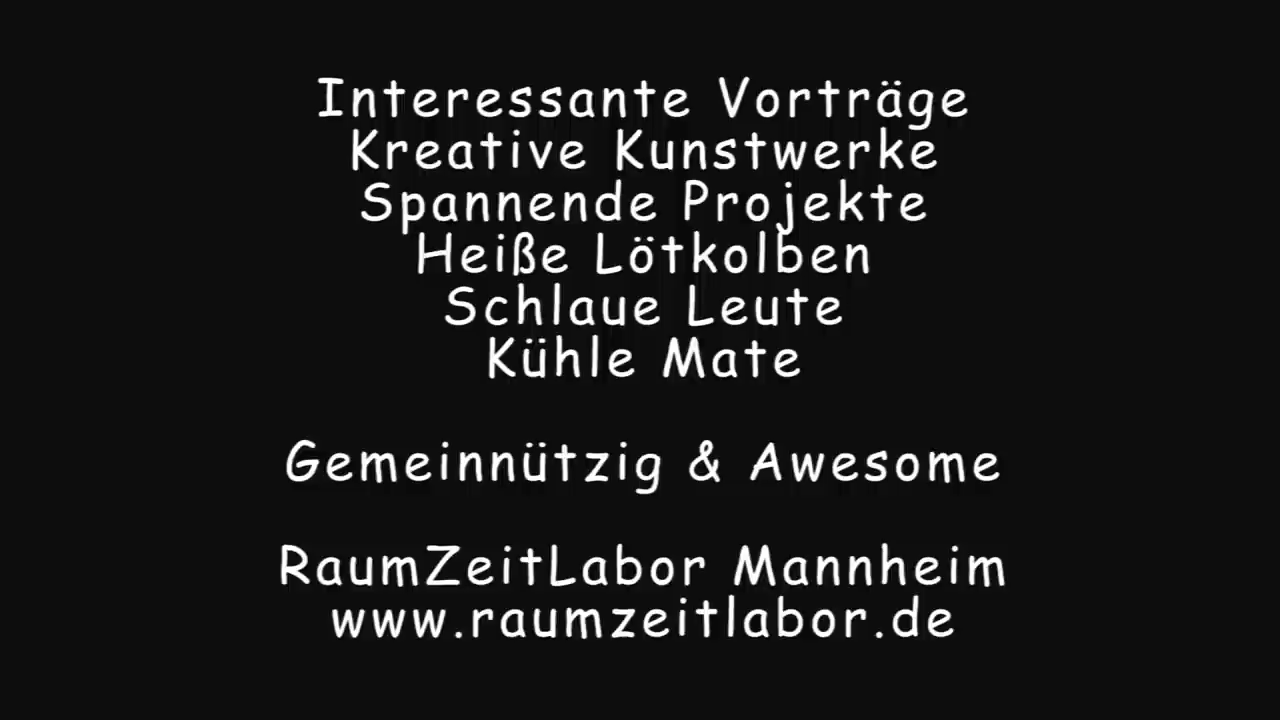 Interessante Vorträge
Kreative Kunstwerke
Spannende Projekte
Heiße Lötkolben
Schlaue Leute
Kühle Mate
Gemeinnützig & Awesome
RaumZeitLabor Mannheim
www.raumzeitlabor.de